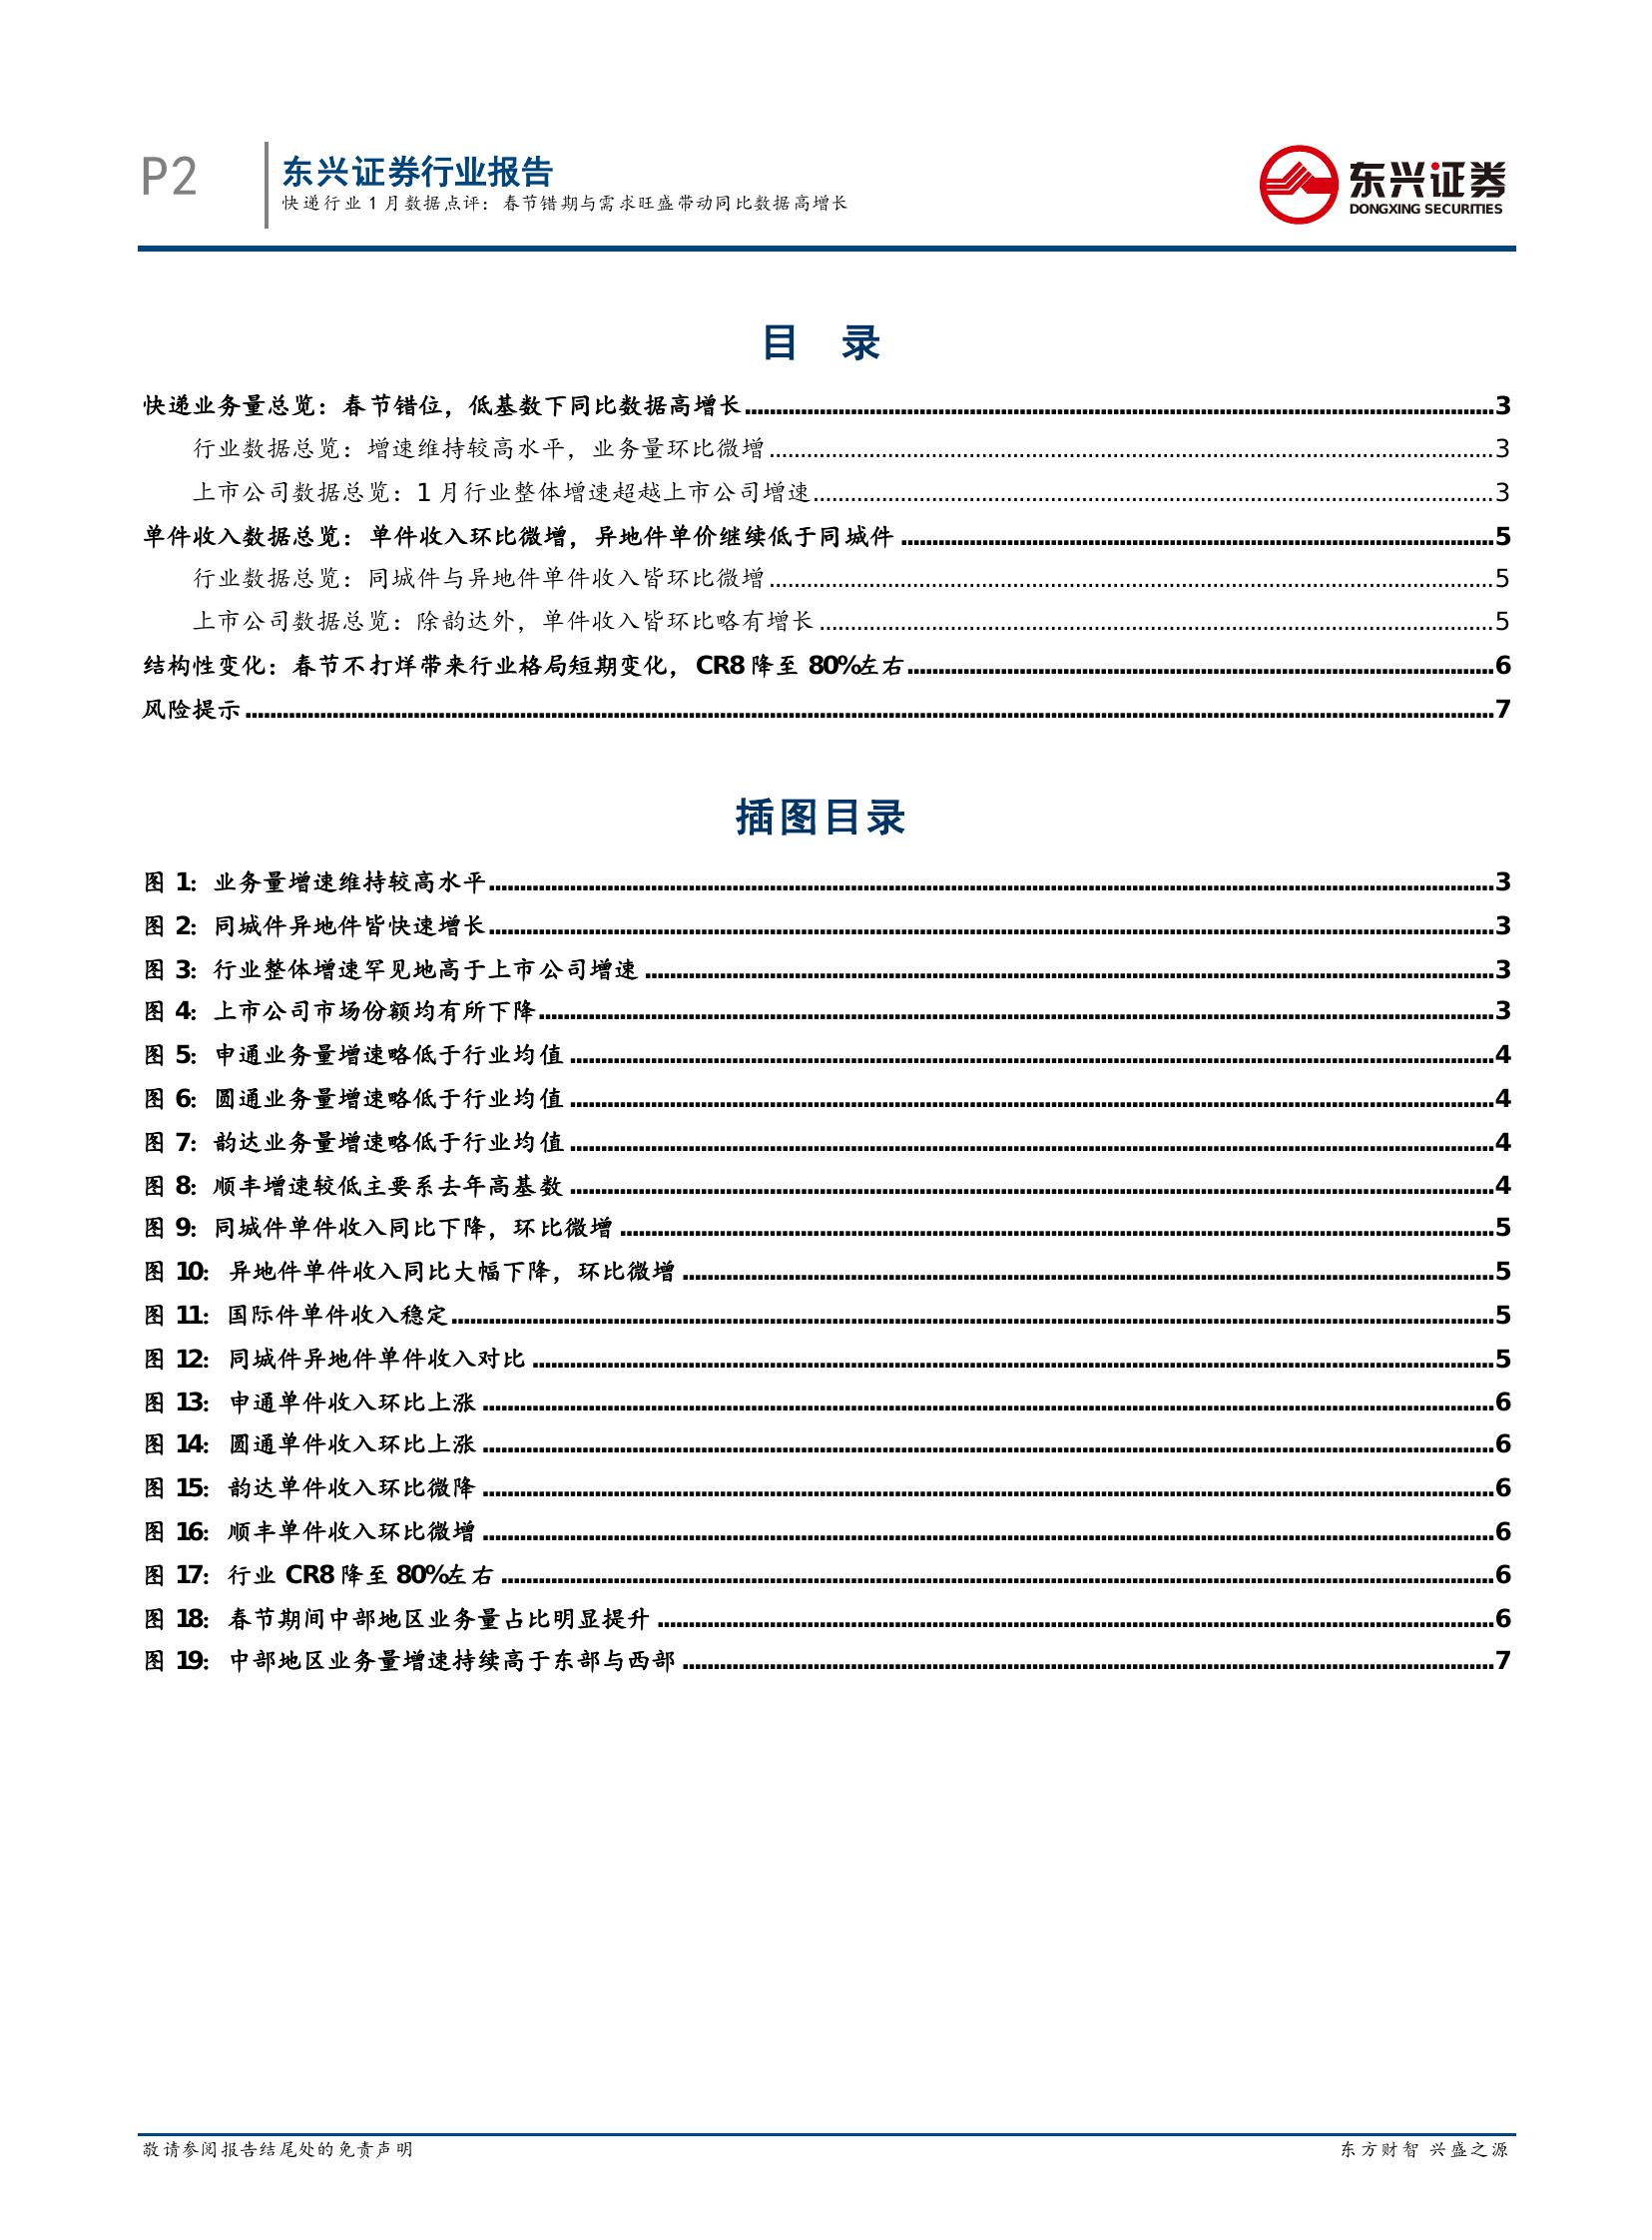 P2
东兴证券行业报告
快递行业 1 月数据点评：春节错期与需求旺盛带动同比数据高增长
东兴证券
DONGXING SECURITIES
目 录
快递业务量总览：春节错位，低基数下同比数据高增长 3
行业数据总览：增速维持较高水平，业务量环比微增 3
上市公司数据总览：1 月行业整体增速超越上市公司增速 3
单件收入数据总览：单件收入环比微增，异地件单价继续低于同城件 5
行业数据总览：同城件与异地件单件收入皆环比微增 5
上市公司数据总览：除韵达外，单件收入皆环比略有增长 5
结构性变化：春节不打烊带来行业格局短期变化，CR8 降至 80%左右 6
风险提示 7
插图目录
图 1: 业务量增速维持较高水平 3
图 2: 同城件异地件皆快速增长 3
图 3: 行业整体增速罕见地高于上市公司增速 3
图 4: 上市公司市场份额均有所下降 3
图 5: 申通业务量增速略低于行业均值 4
图 6: 圆通业务量增速略低于行业均值 4
图 7: 韵达业务量增速略低于行业均值 4
图 8: 顺丰增速较低主要系去年高基数 4
图 9: 同城件单件收入同比下降，环比微增 5
图 10: 异地件单件收入同比大幅下降，环比微增 5
图 11: 国际件单件收入稳定 5
图 12: 同城件异地件单件收入对比 5
图 13: 申通单件收入环比上涨 6
图 14: 圆通单件收入环比上涨 6
图 15: 韵达单件收入环比微降 6
图 16: 顺丰单件收入环比微增 6
图 17: 行业 CR8 降至 80%左右 6
图 18: 春节期间中部地区业务量占比明显提升 6
图 19: 中部地区业务量增速持续高于东部与西部 7
敬请参阅报告结尾处的免责声明
东方财智 兴盛之源